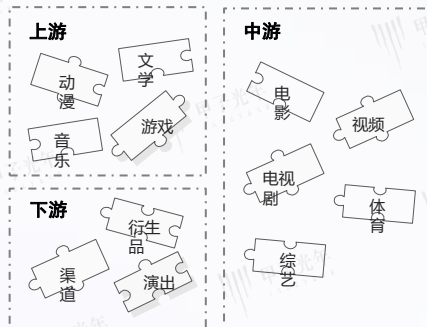 上游
文
学
动
漫
游戏
音
乐
下游
衍生
品
渠
道
演出
中游
电
影
视频
电视
剧
体
育
综
艺